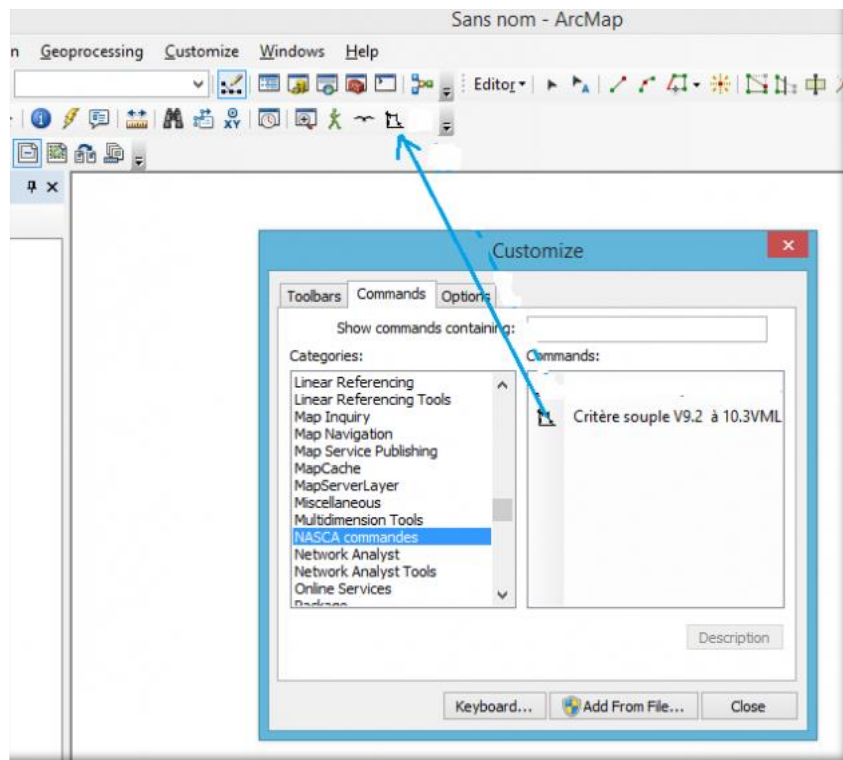 Sans nom - ArcMap
n Geoprocessing Customize Windows Help
Editor
XY
Customize
Toolbars Commands Options
Show commands containing:
Categories: Commands:
Linear Referencing
Linear Referencing Tools
Map Inquiry
Map Navigation
Map Service Publishing
MapCache
MapServerLayer
Miscellaneous
Multidimension Tools
NASCA commandes
Network Analyst
Network Analyst Tools
Online Services
Critère souple V9.2 à 10.3VML
Description
Keyboard... Add From File... Close